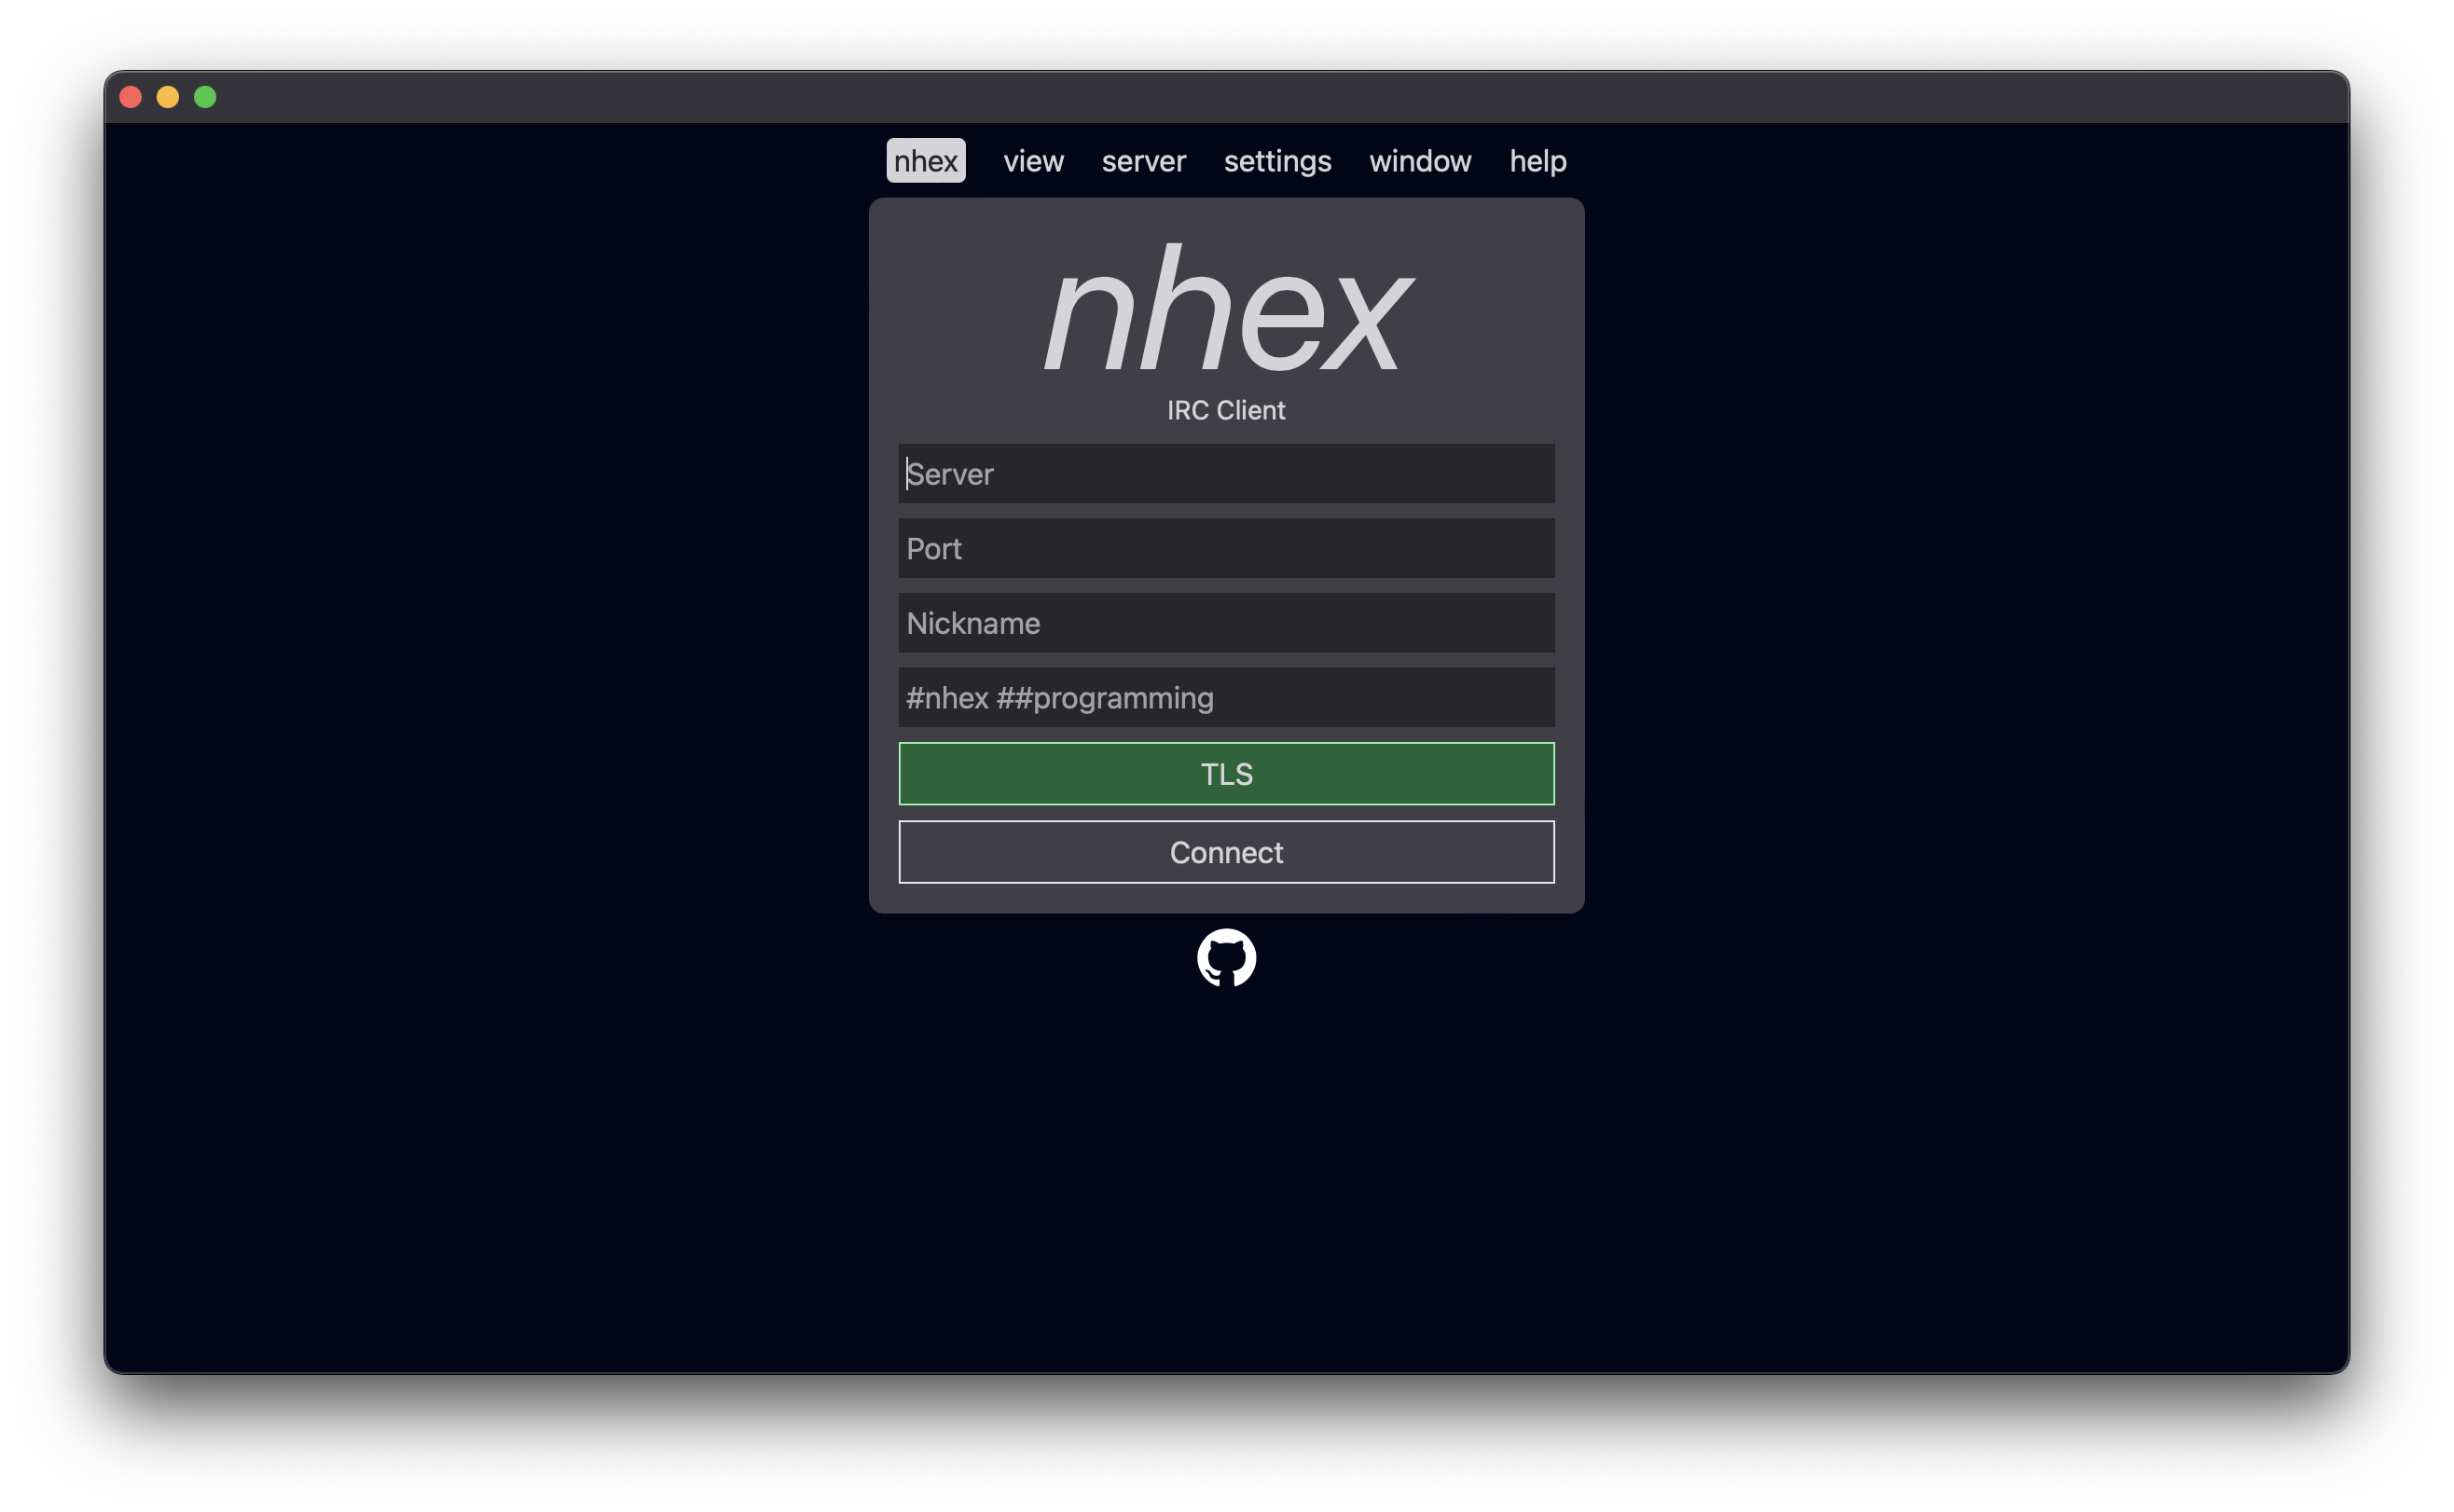 nhex view server settings window help
nhex
IRC Client
Server
Port
Nickname
#nhex ##programming
TLS
Connect